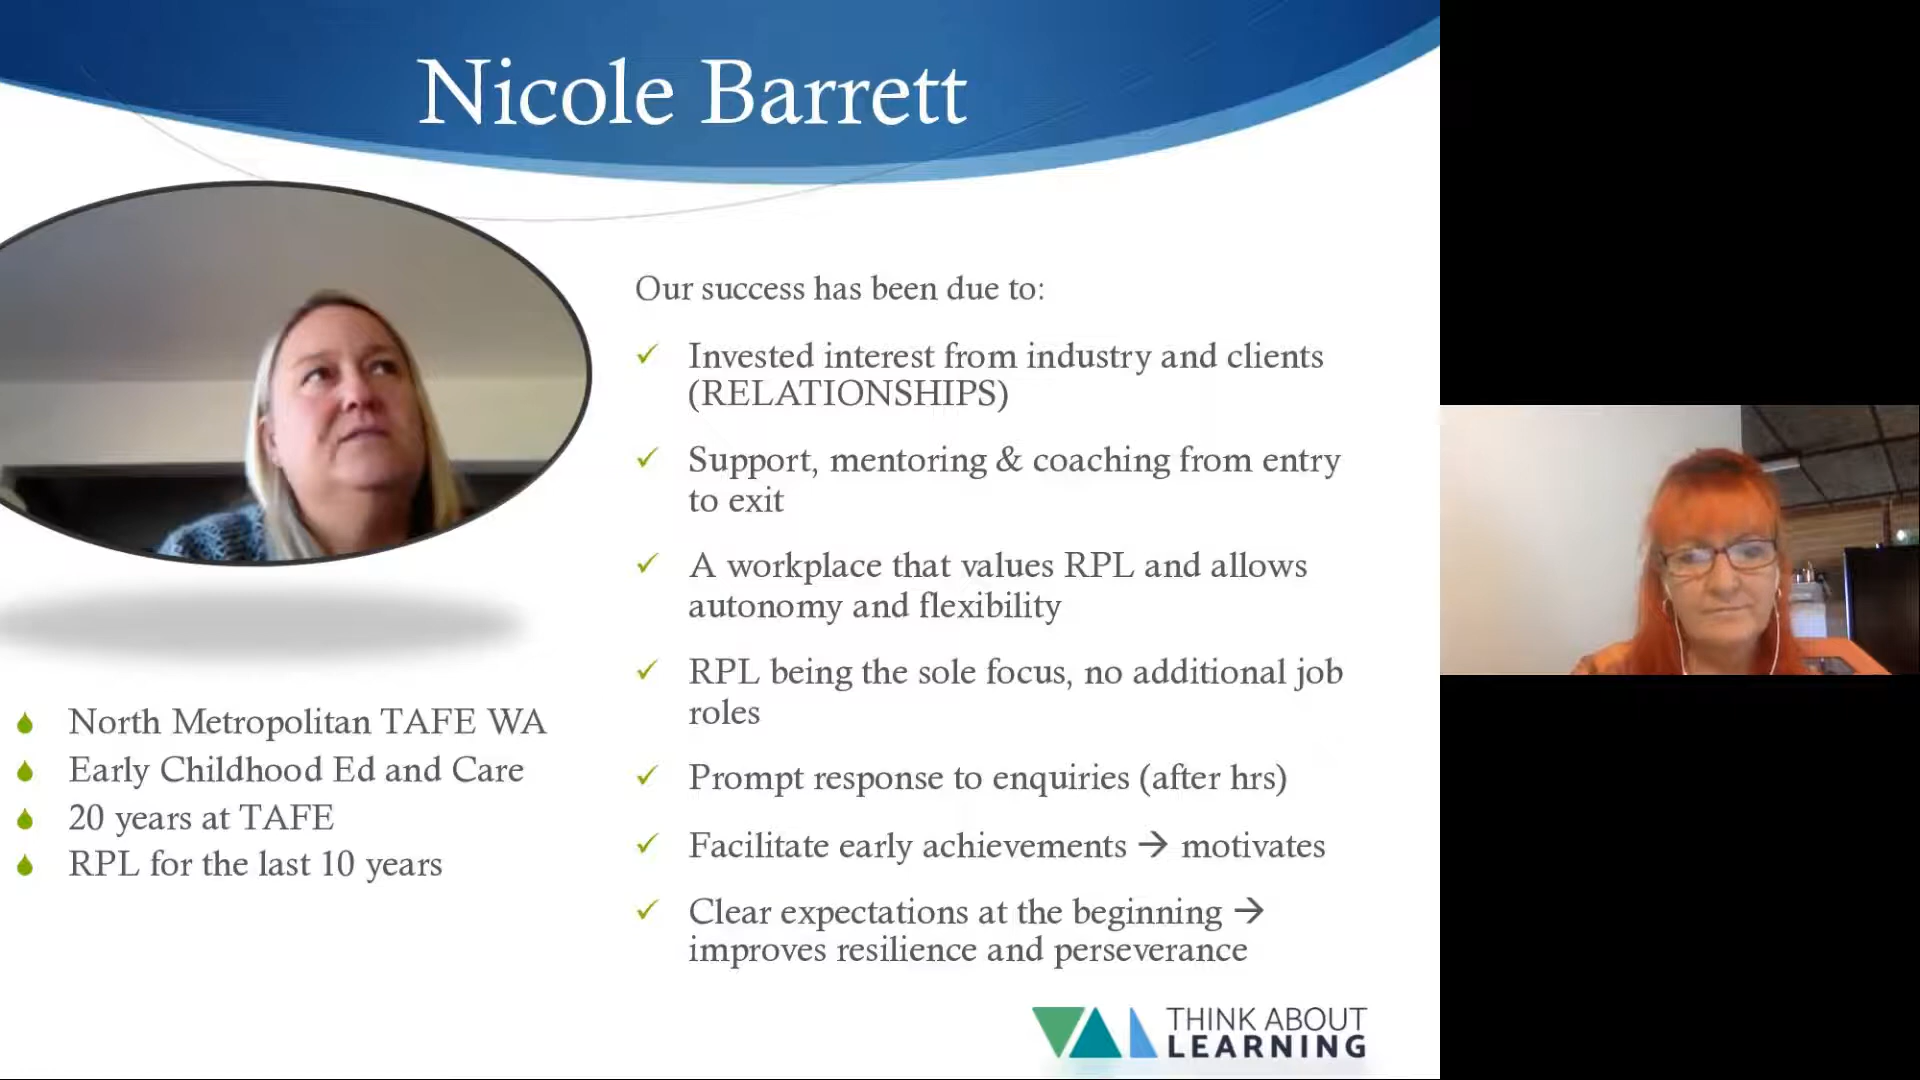 Nicole Barrett
North Metropolitan TAFE WA
Early Childhood Ed and Care
20 years at TAFE
RPL for the last 10 years
Our success has been due to:
Invested interest from industry and clients
(RELATIONSHIPS)
Support, mentoring & coaching from entry
to exit
A workplace that values RPL and allows
autonomy and flexibility
RPL being the sole focus, no additional job
roles
Prompt response to enquiries (after hrs)
Facilitate early achievements → motivates
Clear expectations at the beginning →
improves resilience and perseverance
THINK ABOUT
LEARNING